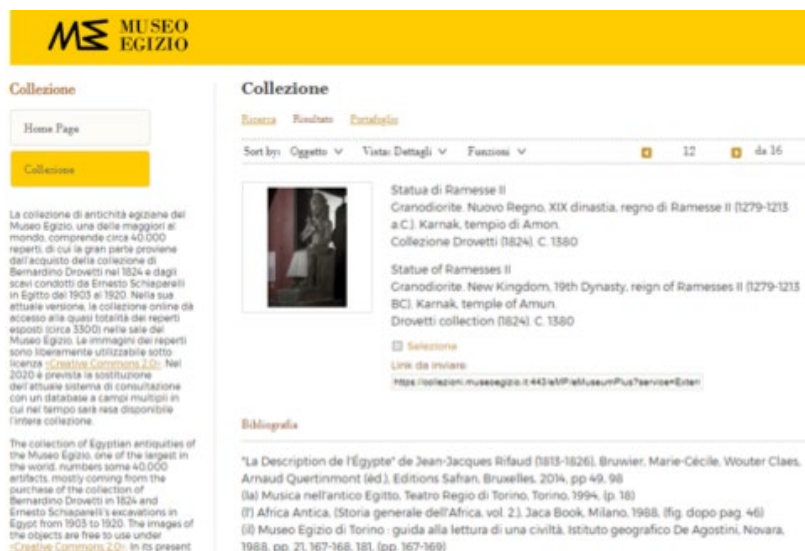 MUSEO
EGIZIO
Collezione
Home Page
Collezione
La collezione di antichità egiziane del
Museo Egizio, una delle maggiori al
mondo, comprende circa 40.000
reperti, di cui la gran parte proviene
dall'acquisto della collezione di
Bernardino Drovetti nel 1824 e dagli
scavi condotti da Ernesto Schiaparelli
in Egitto dal 1903 al 1920. Nella sua
attuale versione, la collezione online dà
accesso alla quasi totalità dei reperti
esposti (circa 3300) nelle sale del
Museo Egizio. Le immagini dei reperti
sono liberamente utilizzabile sotto
licenza «Creative Commons 2.0». Nel
2020 è prevista la sostituzione
dell'attuale sistema di consultazione
con un database a campi multipli in
cui nel tempo sarà resa disponibile
l'intera collezione.
The collection of Egyptian antiquities of
the Museo Egizio, one of the largest in
the world, numbers some 40.000
artifacts, mostly coming from the
purchase of the collection of
Bernardino Drovetti in 1824 and
Ernesto Schiaparelli's excavations in
Egypt from 1903 to 1920. The images of
the objects are free to use under
«Creative Commons 2.0». In its present
Collezione
Ricerca Risultato Portafoglio
Sort by: Oggetto Vista: Dettagli Funzioni 12 da 16
Statua di Ramesse II
Granodiorite. Nuovo Regno, XIX dinastia, regno di Ramesse II (1279-1213
a.C.). Karnak, tempio di Amon.
Collezione Drovetti (1824). C. 1380
Statue of Ramesses II
Granodiorite. New Kingdom, 19th Dynasty, reign of Ramesses II (1279-1213
BC). Karnak, temple of Amun.
Drovetti collection (1824). C. 1380
Seleziona
Link da inviare
https://collezioni.museoegizio.it:443/eMP/eMuseumPlus?service=Exten
Bibliografia
"La Description de l'Égypte" de Jean-Jacques Rifaud (1813-1826), Bruwier, Marie-Cécile, Wouter Claes,
Arnaud Quertinmont (éd.), Editions Safran, Bruxelles, 2014, pp 49, 98
(la) Musica nell'antico Egitto, Teatro Regio di Torino, Torino, 1994, (p. 18)
(l') Africa Antica, (Storia generale dell'Africa, vol. 2.), Jaca Book, Milano, 1988, (fig. dopo pag. 46)
(il) Museo Egizio di Torino : guida alla lettura di una civiltà, Istituto geografico De Agostini, Novara,
1988, pp. 21, 167-168, 181, (pp. 167-169)